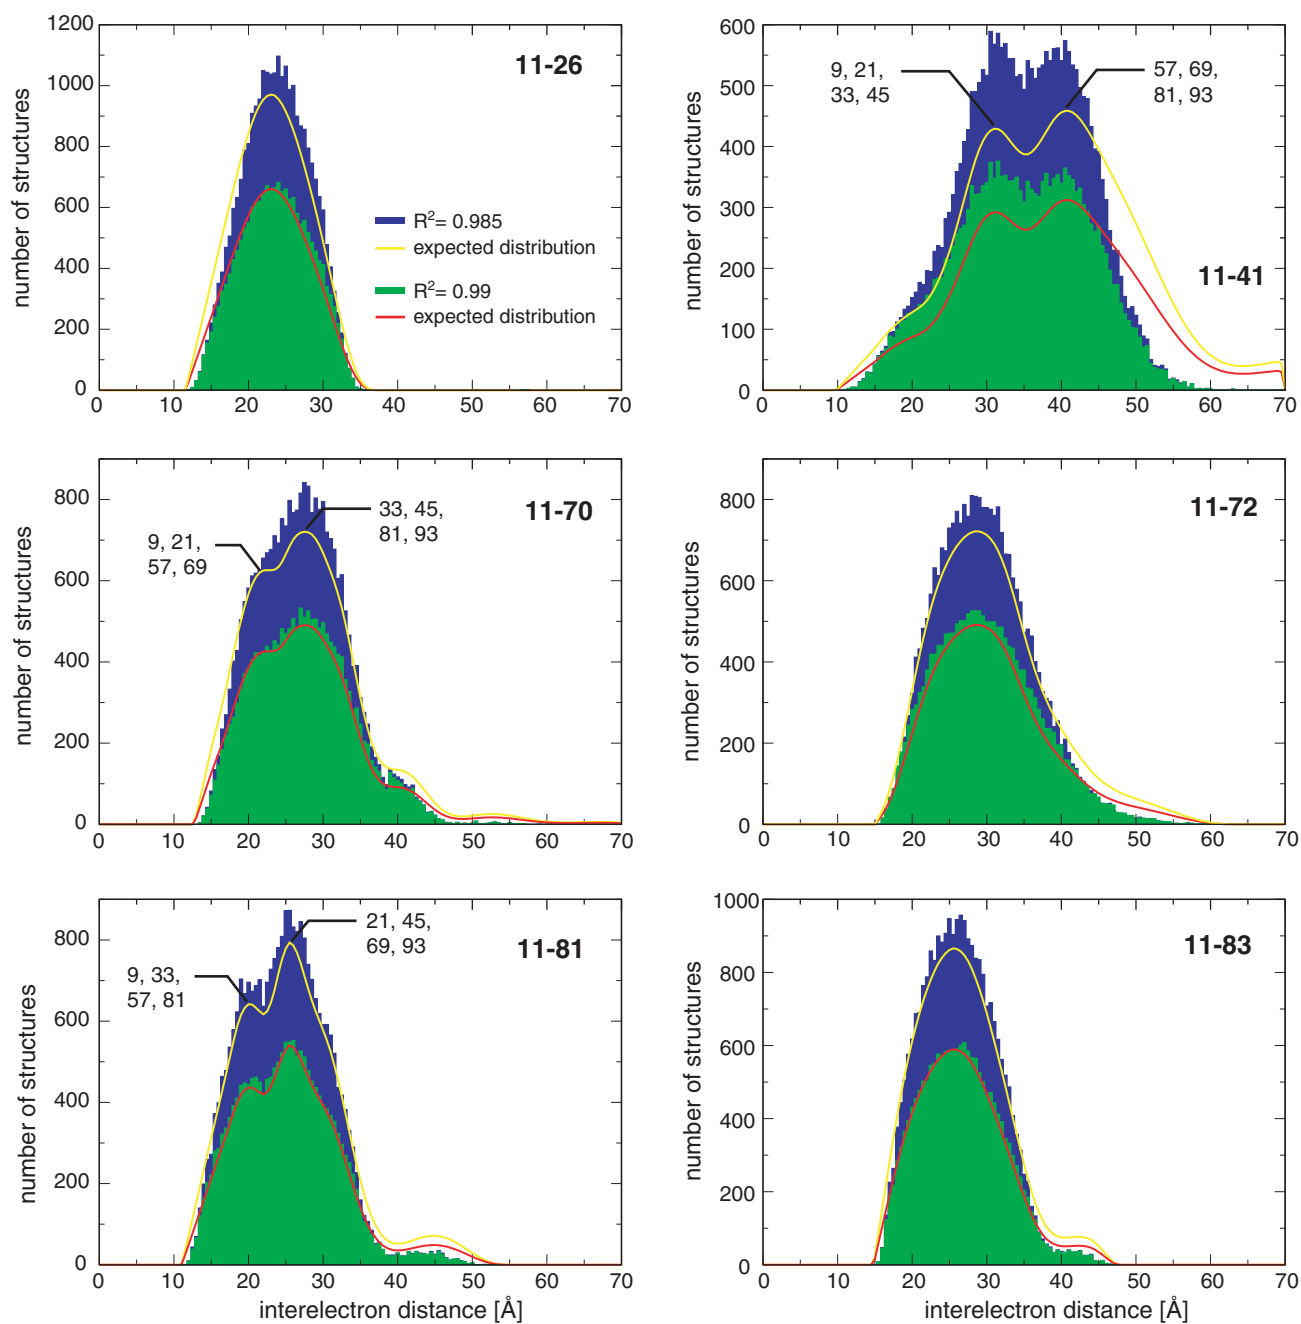 11-26
number of structures
1200
1000
800
600
400
200
0
0 10 20 30 40 50 60 70
R²= 0.985
expected distribution
R²= 0.99
expected distribution
11-41
number of structures
600
500
400
300
200
100
0
0 10 20 30 40 50 60 70
9, 21,
33, 45
57, 69,
81, 93
11-70
number of structures
800
600
400
200
0
0 10 20 30 40 50 60 70
9, 21,
57, 69
33, 45,
81, 93
11-72
number of structures
800
600
400
200
0
0 10 20 30 40 50 60 70
11-81
number of structures
800
600
400
200
0
0 10 20 30 40 50 60 70
interelectron distance [Å]
9, 33,
57, 81
21, 45,
69, 93
11-83
number of structures
1000
800
600
400
200
0
0 10 20 30 40 50 60 70
interelectron distance [Å]